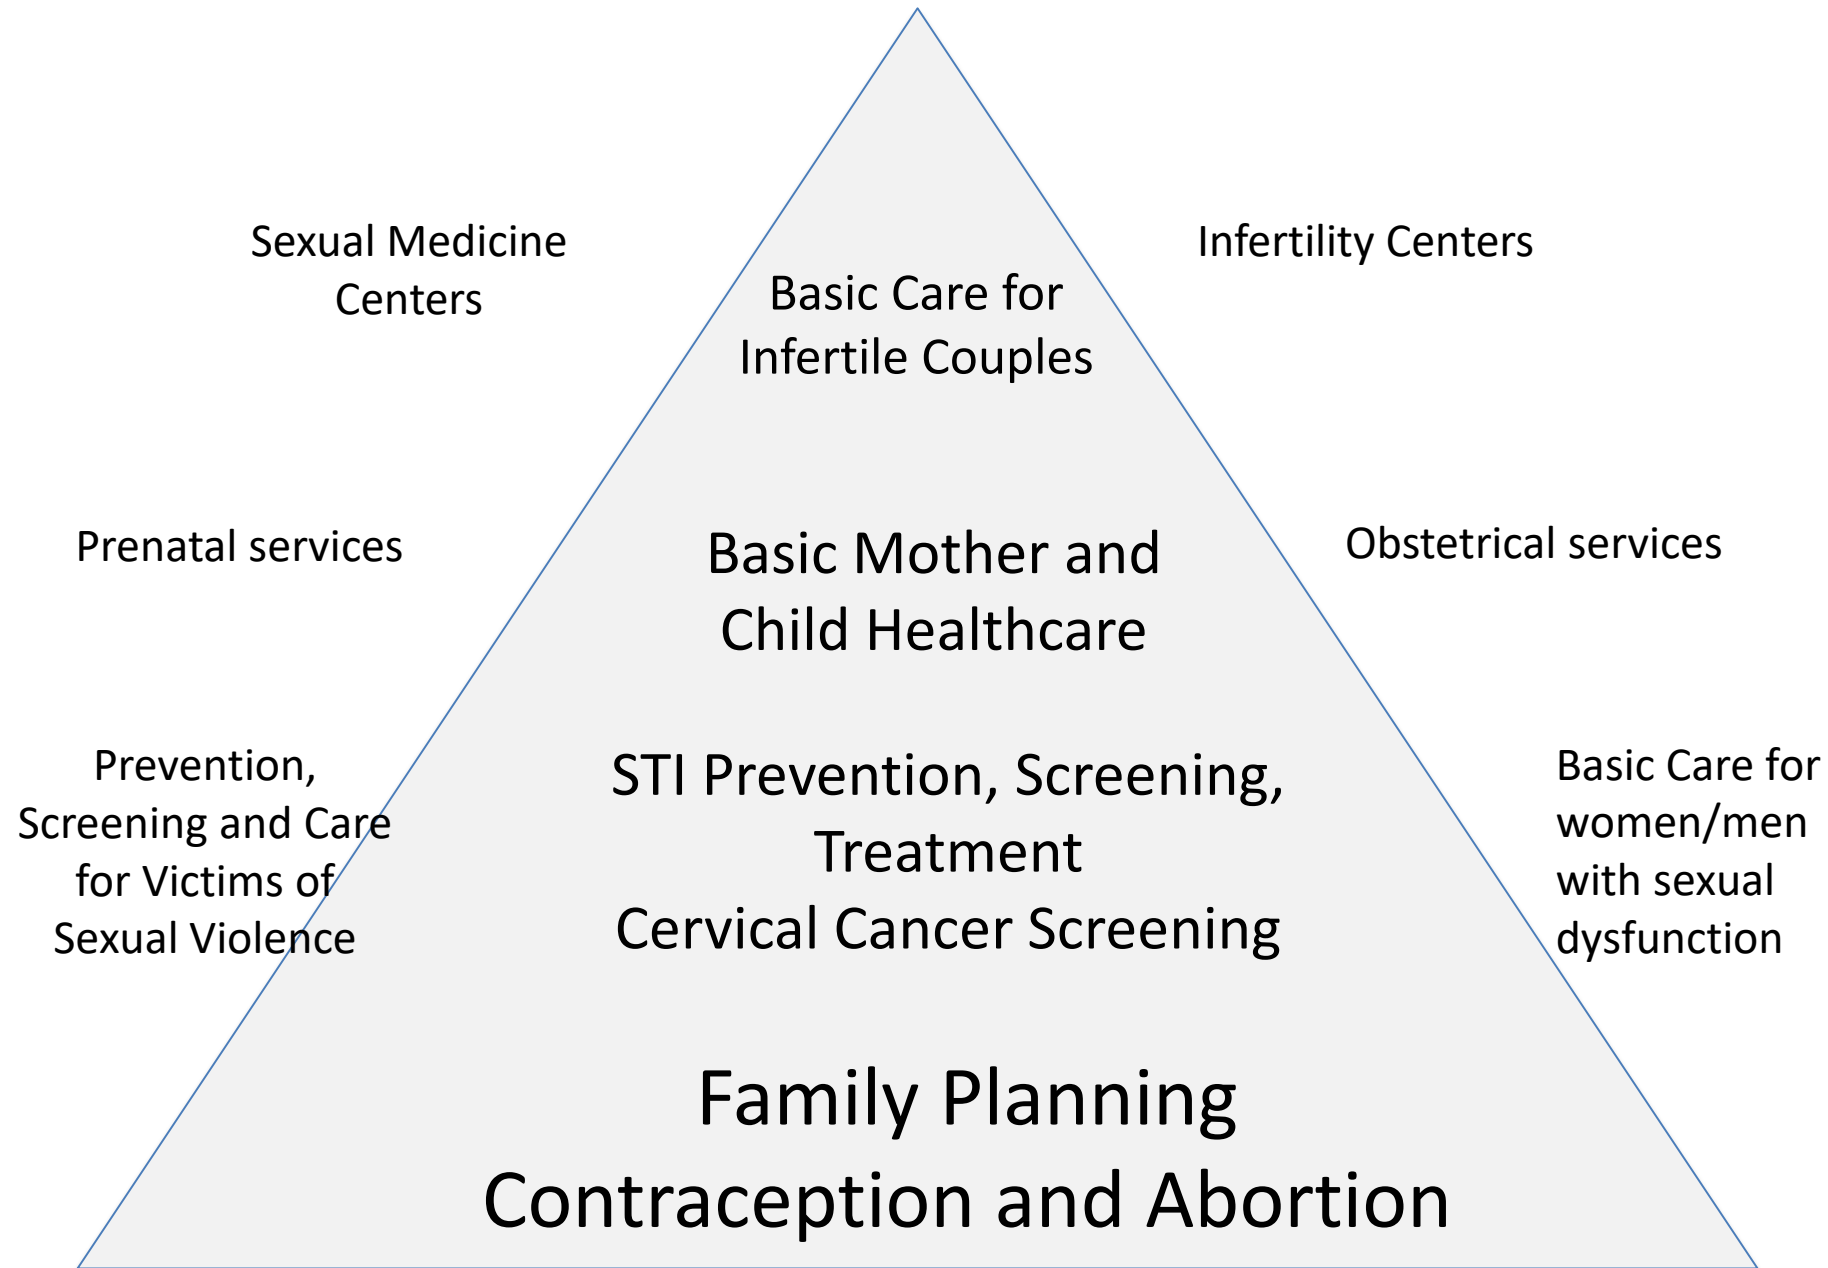 Sexual Medicine
Centers
Infertility Centers
Basic Care for
Infertile Couples
Prenatal services
Basic Mother and
Child Healthcare
Obstetrical services
Prevention,
Screening and Care
for Victims of
Sexual Violence
STI Prevention, Screening,
Treatment
Cervical Cancer Screening
Basic Care for
women/men
with sexual
dysfunction
Family Planning
Contraception and Abortion